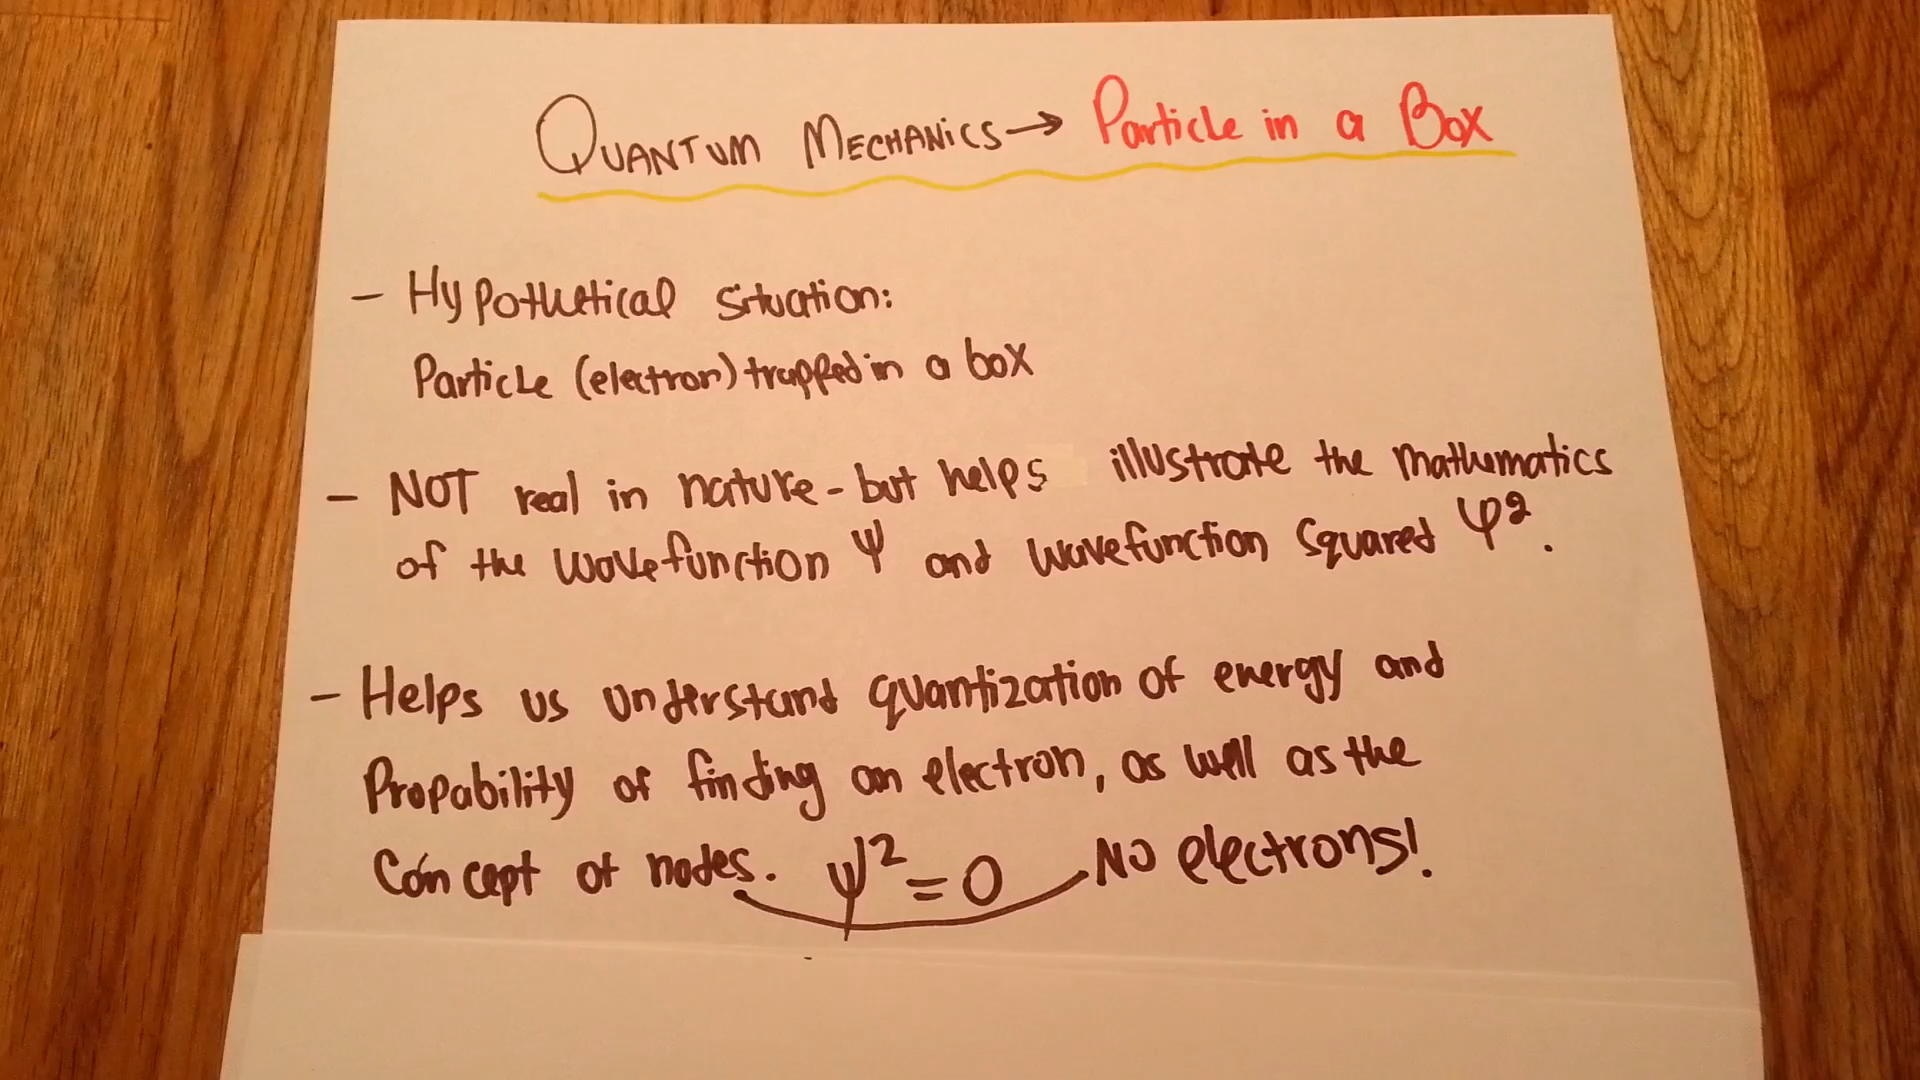 QUANTUM MECHANICS → Particle in a Box
- Hypothetical situation:
Particle (electron) trapped in a box
- NOT real in nature - but helps illustrate the mathematics
of the wavefunction Ψ and wavefunction squared Ψ².
- Helps us understand quantization of energy and
Propability of finding an electron, as well as the
Concept of nodes. Ψ² = 0 No electrons!